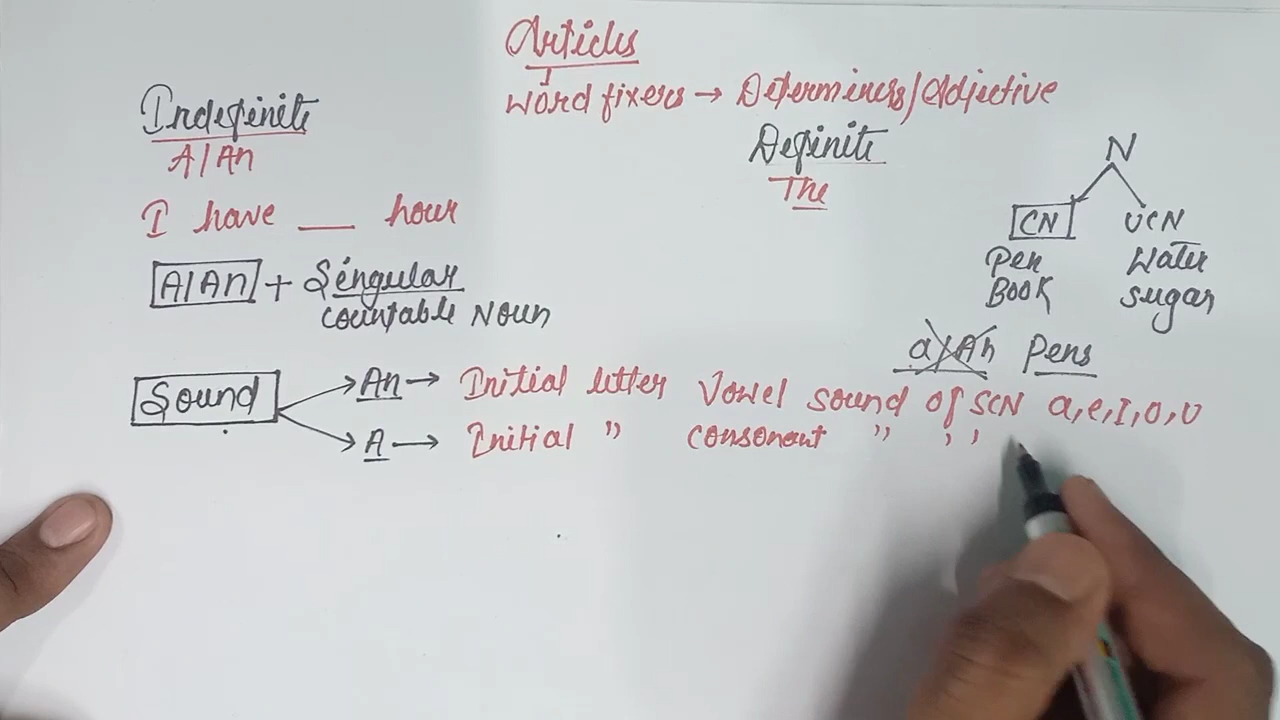 Articles
Word fixers → Determiners/Adjective
Indefinite
A/An
I have ___ hour
A/An + Singular
countable Noun
Definite
The
N
CN UCN
Pen Water
Book Sugar
a/An Pens
Sound
An → Initial letter Vowel sound of SCN a, e, I, O, U
A → Initial " consonant " , ,